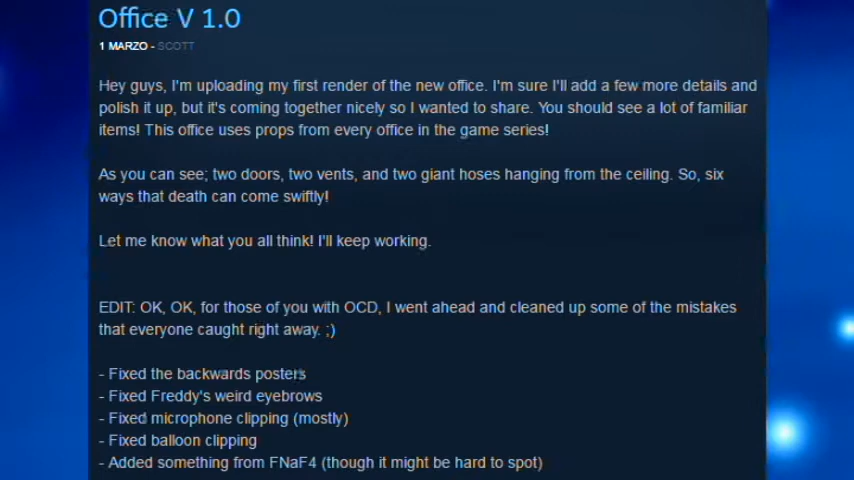 Office V 1.0
1 MARZO - SCOTT
Hey guys, I'm uploading my first render of the new office. I'm sure I'll add a few more details and
polish it up, but it's coming together nicely so I wanted to share. You should see a lot of familiar
items! This office uses props from every office in the game series!
As you can see; two doors, two vents, and two giant hoses hanging from the ceiling. So, six
ways that death can come swiftly!
Let me know what you all think! I'll keep working.
EDIT: OK, OK, for those of you with OCD, I went ahead and cleaned up some of the mistakes
that everyone caught right away. ;)
- Fixed the backwards posters
- Fixed Freddy's weird eyebrows
- Fixed microphone clipping (mostly)
- Fixed balloon clipping
- Added something from FNaF4 (though it might be hard to spot)